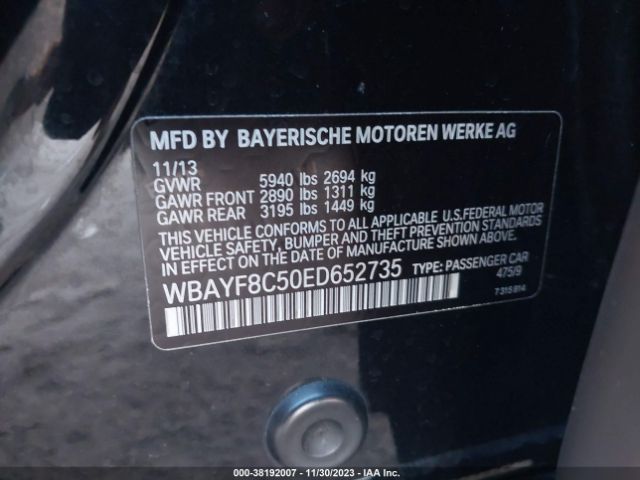 MFD BY BAYERISCHE MOTOREN WERKE AG
11/13
GVWR 5940 lbs 2694 kg
GAWR FRONT 2890 lbs 1311 kg
GAWR REAR 3195 lbs 1449 kg
THIS VEHICLE CONFORMS TO ALL APPLICABLE U.S.FEDERAL MOTOR
VEHICLE SAFETY, BUMPER AND THEFT PREVENTION STANDARDS
IN EFFECT ON THE DATE OF MANUFACTURE SHOWN ABOVE.
WBAYF8C50ED652735 TYPE: PASSENGER CAR
475/9
7 315 914
000-38192007 - 11/30/2023 - IAA Inc.